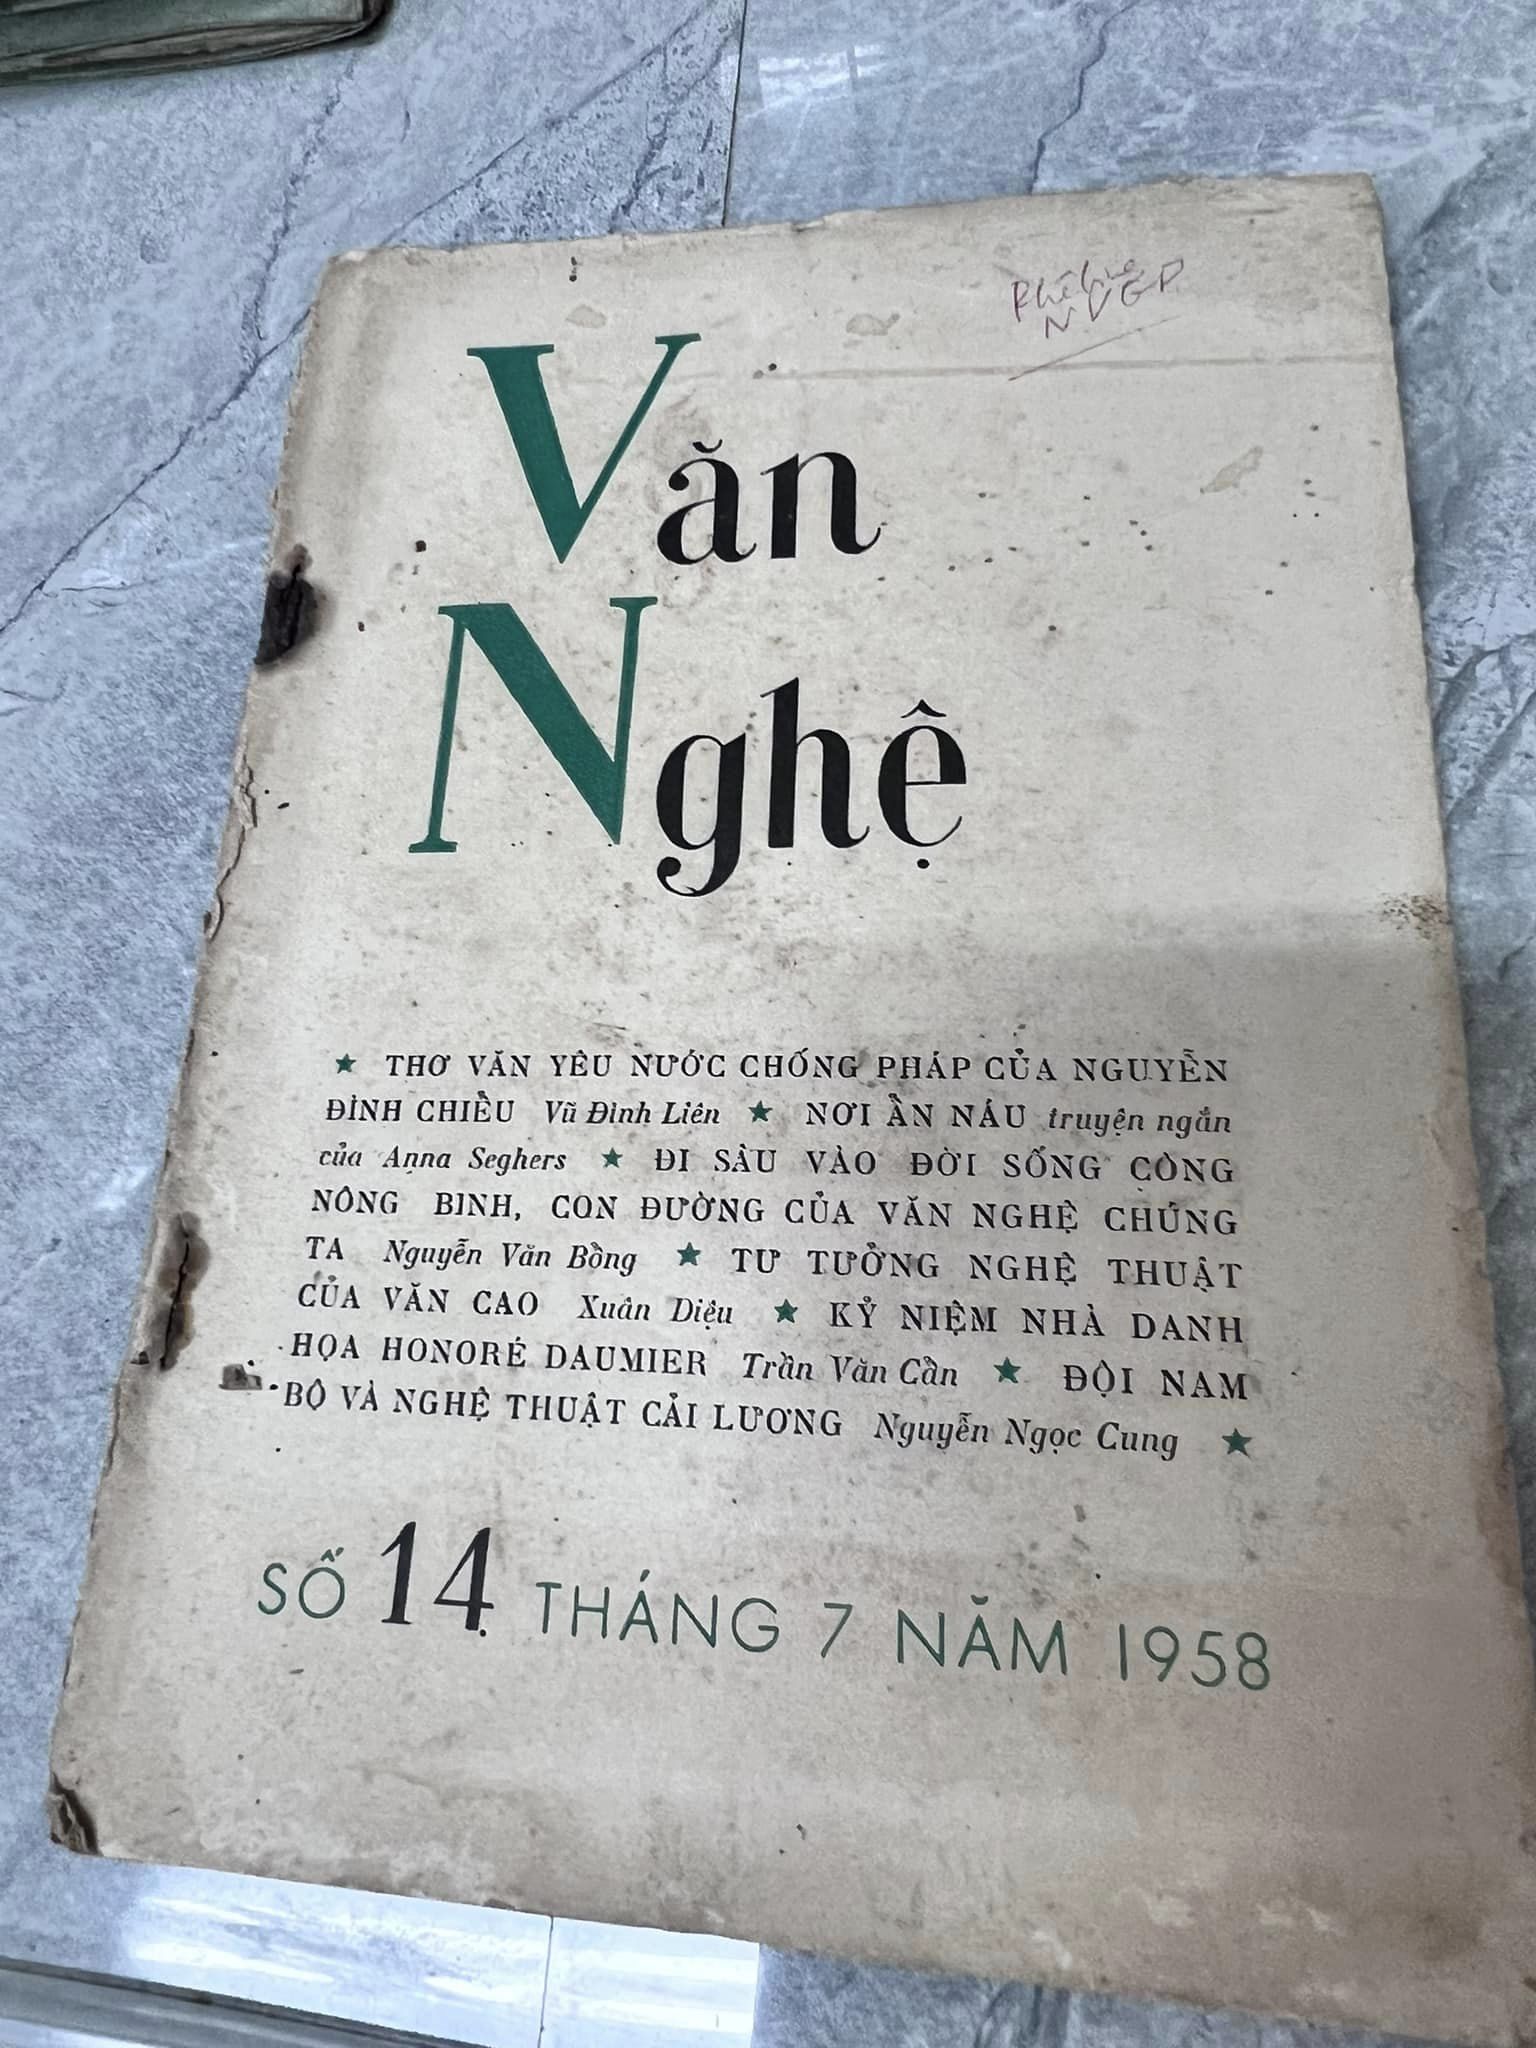 NVGP
Văn
Nghệ
★ THƠ VĂN YÊU NƯỚC CHỐNG PHÁP CỦA NGUYỄN
ĐÌNH CHIỂU Vũ Đình Liên ★ NƠI ẨN NÁU truyện ngắn
của Anna Seghers ★ ĐI SÂU VÀO ĐỜI SỐNG CÔNG
NÔNG BINH, CON ĐƯỜNG CỦA VĂN NGHỆ CHÚNG
TA Nguyễn Văn Bổng ★ TƯ TƯỞNG NGHỆ THUẬT
CỦA VĂN CAO Xuân Diệu ★ KỶ NIỆM NHÀ DANH
HỌA HONORÉ DAUMIER Trần Văn Cẩn ★ ĐỘI NAM
BỘ VÀ NGHỆ THUẬT CẢI LƯƠNG Nguyễn Ngọc Cung ★
SỐ 14 THÁNG 7 NĂM 1958